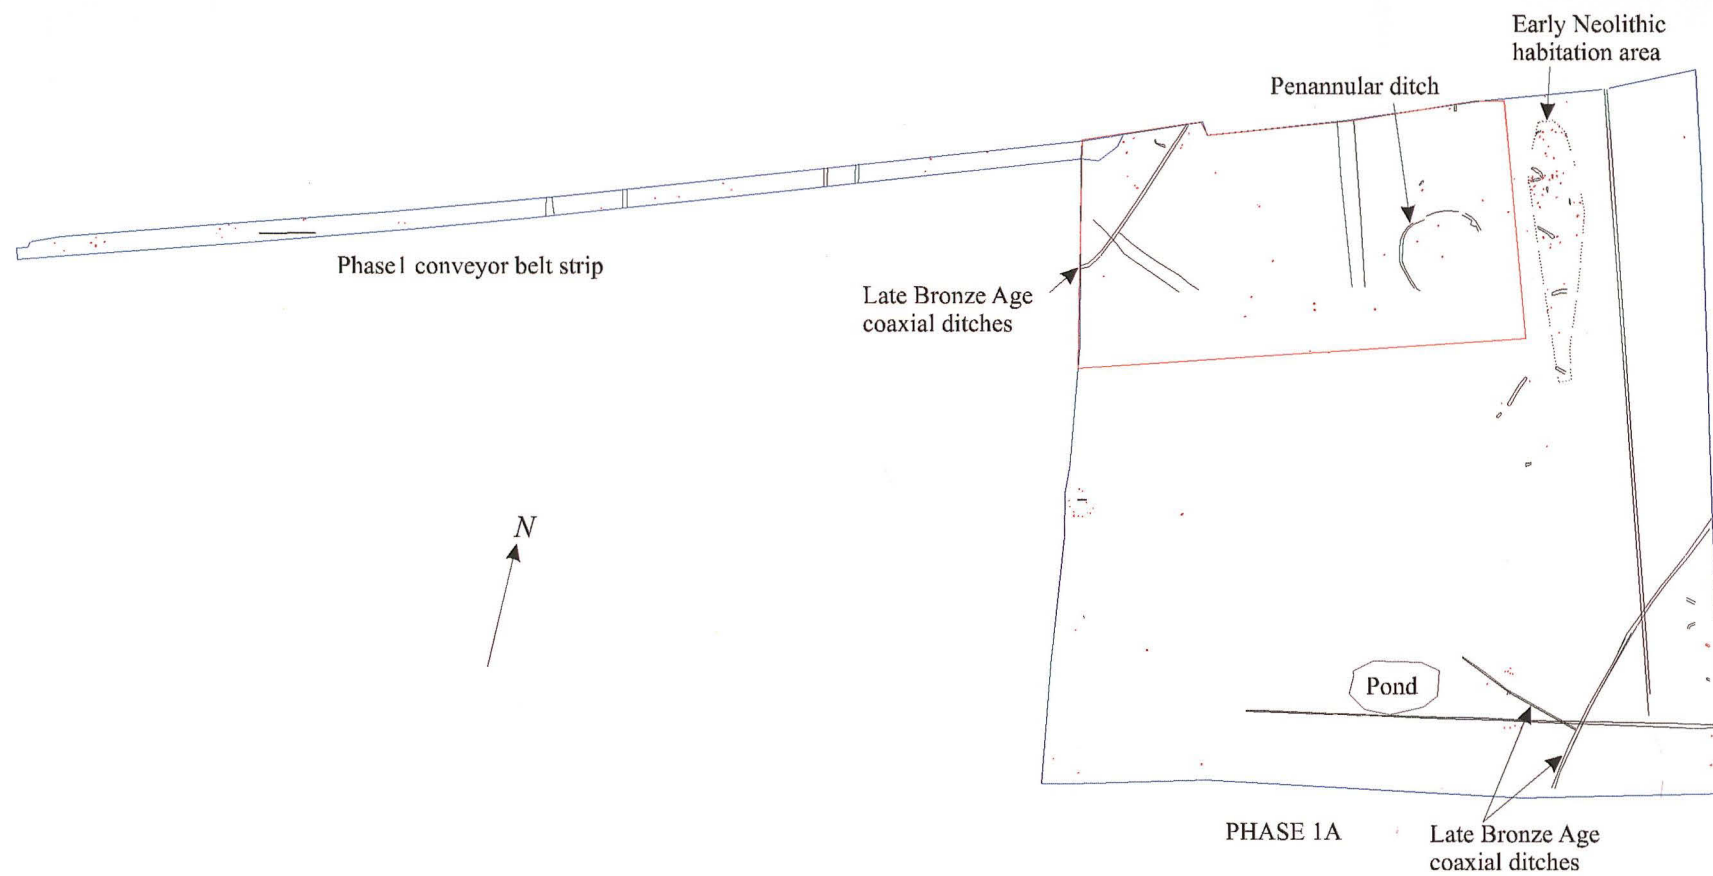 Early Neolithic
habitation area
Penannular ditch
Phase1 conveyor belt strip
Late Bronze Age
coaxial ditches
N
Pond
PHASE 1A
Late Bronze Age
coaxial ditches